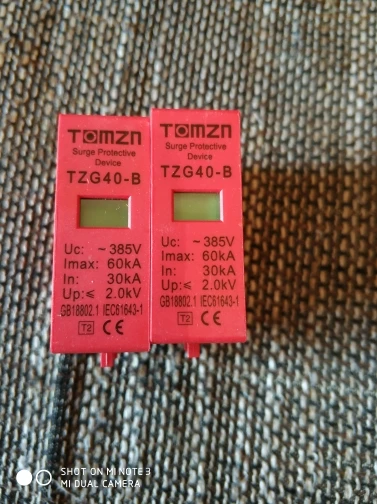 TOMZN
Surge Protective
Device
TZG40-B
Uc: ~385V
Imax: 60kA
In: 30kA
Up:≤ 2.0kV
GB18802.1 IEC61643-1
T2 CE
TOMZN
Surge Protective
Device
TZG40-B
Uc: ~385V
Imax: 60kA
In: 30kA
Up:≤ 2.0kV
GB18802.1 IEC61643-1
T2 CE
SHOT ON MI NOTE 3
MI DUAL CAMERA